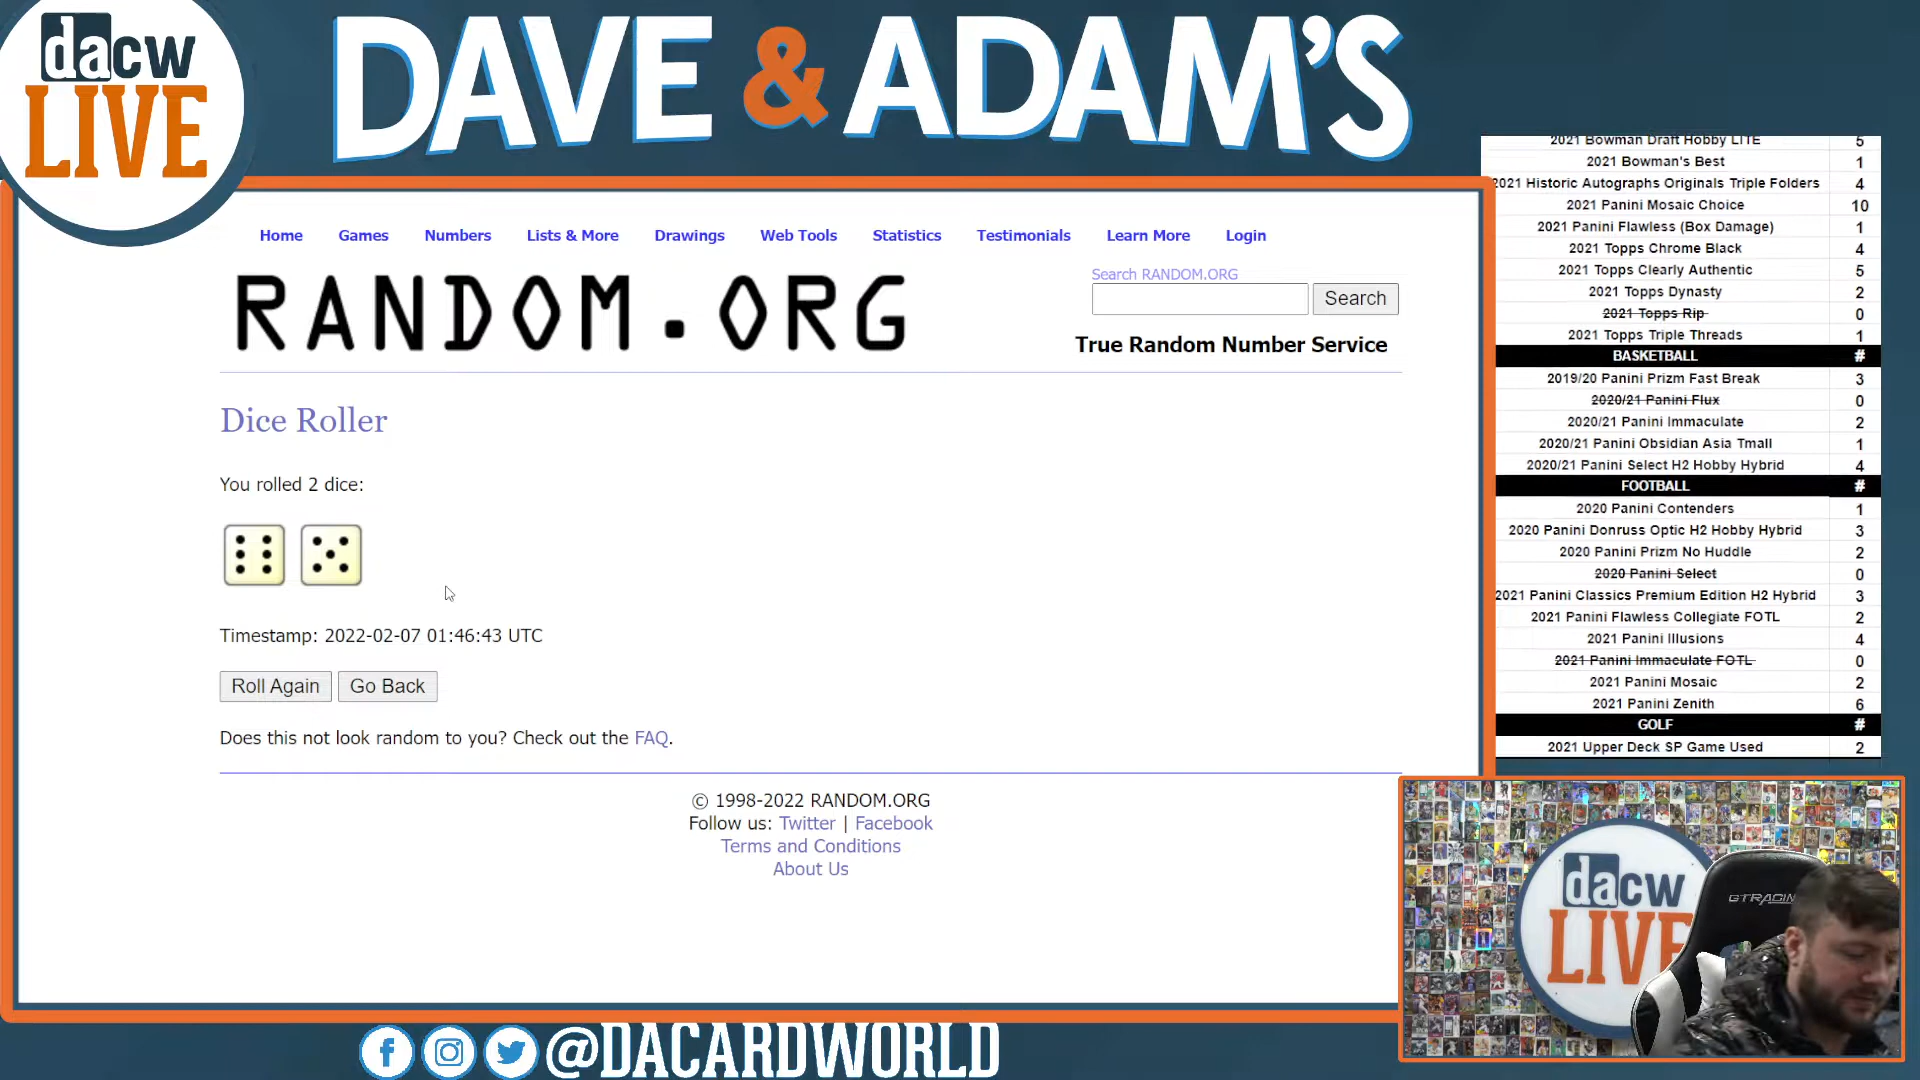 dacw
LIVE
DAVE & ADAM'S
Home Games Numbers Lists & More Drawings Web Tools Statistics Testimonials Learn More Login
RANDOM.ORG
Search RANDOM.ORG
Search
True Random Number Service
Dice Roller
You rolled 2 dice:
Timestamp: 2022-02-07 01:46:43 UTC
Roll Again Go Back
Does this not look random to you? Check out the FAQ.
© 1998-2022 RANDOM.ORG
Follow us: Twitter | Facebook
Terms and Conditions
About Us
2021 Bowman Draft Hobby LITE 5
2021 Bowman's Best 1
2021 Historic Autographs Originals Triple Folders 4
2021 Panini Mosaic Choice 10
2021 Panini Flawless (Box Damage) 1
2021 Topps Chrome Black 4
2021 Topps Clearly Authentic 5
2021 Topps Dynasty 2
2021 Topps Rip 0
2021 Topps Triple Threads 1
BASKETBALL #
2019/20 Panini Prizm Fast Break 3
2020/21 Panini Flux 0
2020/21 Panini Immaculate 2
2020/21 Panini Obsidian Asia Tmall 1
2020/21 Panini Select H2 Hobby Hybrid 4
FOOTBALL #
2020 Panini Contenders 1
2020 Panini Donruss Optic H2 Hobby Hybrid 3
2020 Panini Prizm No Huddle 2
2020 Panini Select 0
2021 Panini Classics Premium Edition H2 Hybrid 3
2021 Panini Flawless Collegiate FOTL 2
2021 Panini Illusions 4
2021 Panini Immaculate FOTL 0
2021 Panini Mosaic 2
2021 Panini Zenith 6
GOLF #
2021 Upper Deck SP Game Used 2
dacw
LIVE
GTRACIN
@DACARDWORLD